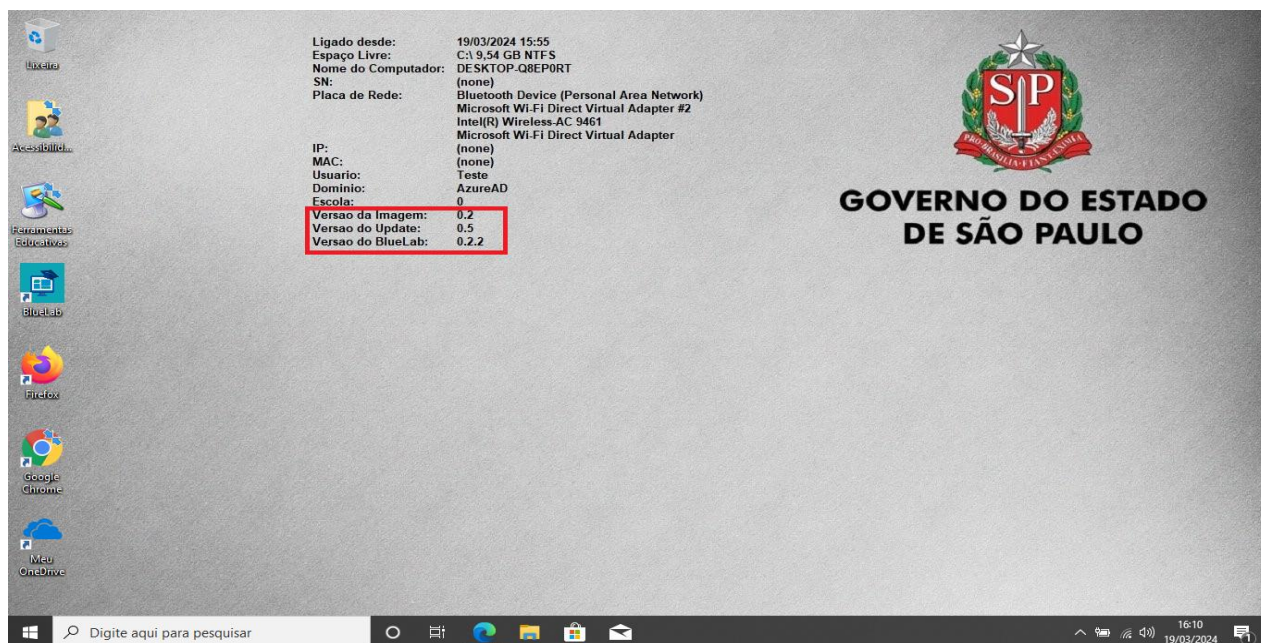 Lixeira
Acessibilid...
Ferramentas
Educativas
BlueLab
Firefox
Google
Chrome
Meu
OneDrive
Ligado desde: 19/03/2024 15:55
Espaço Livre: C:\ 9,54 GB NTFS
Nome do Computador: DESKTOP-Q8EP0RT
SN: (none)
Placa de Rede: Bluetooth Device (Personal Area Network)
Microsoft Wi-Fi Direct Virtual Adapter #2
Intel(R) Wireless-AC 9461
Microsoft Wi-Fi Direct Virtual Adapter
IP: (none)
MAC: (none)
Usuario: Teste
Dominio: AzureAD
Escola: 0
Versao da Imagem: 0.2
Versao do Update: 0.5
Versao do BlueLab: 0.2.2
SP
PRO-BRASILIA-FIANT-EXIMIA
GOVERNO DO ESTADO
DE SÃO PAULO
Digite aqui para pesquisar
16:10
19/03/2024
1